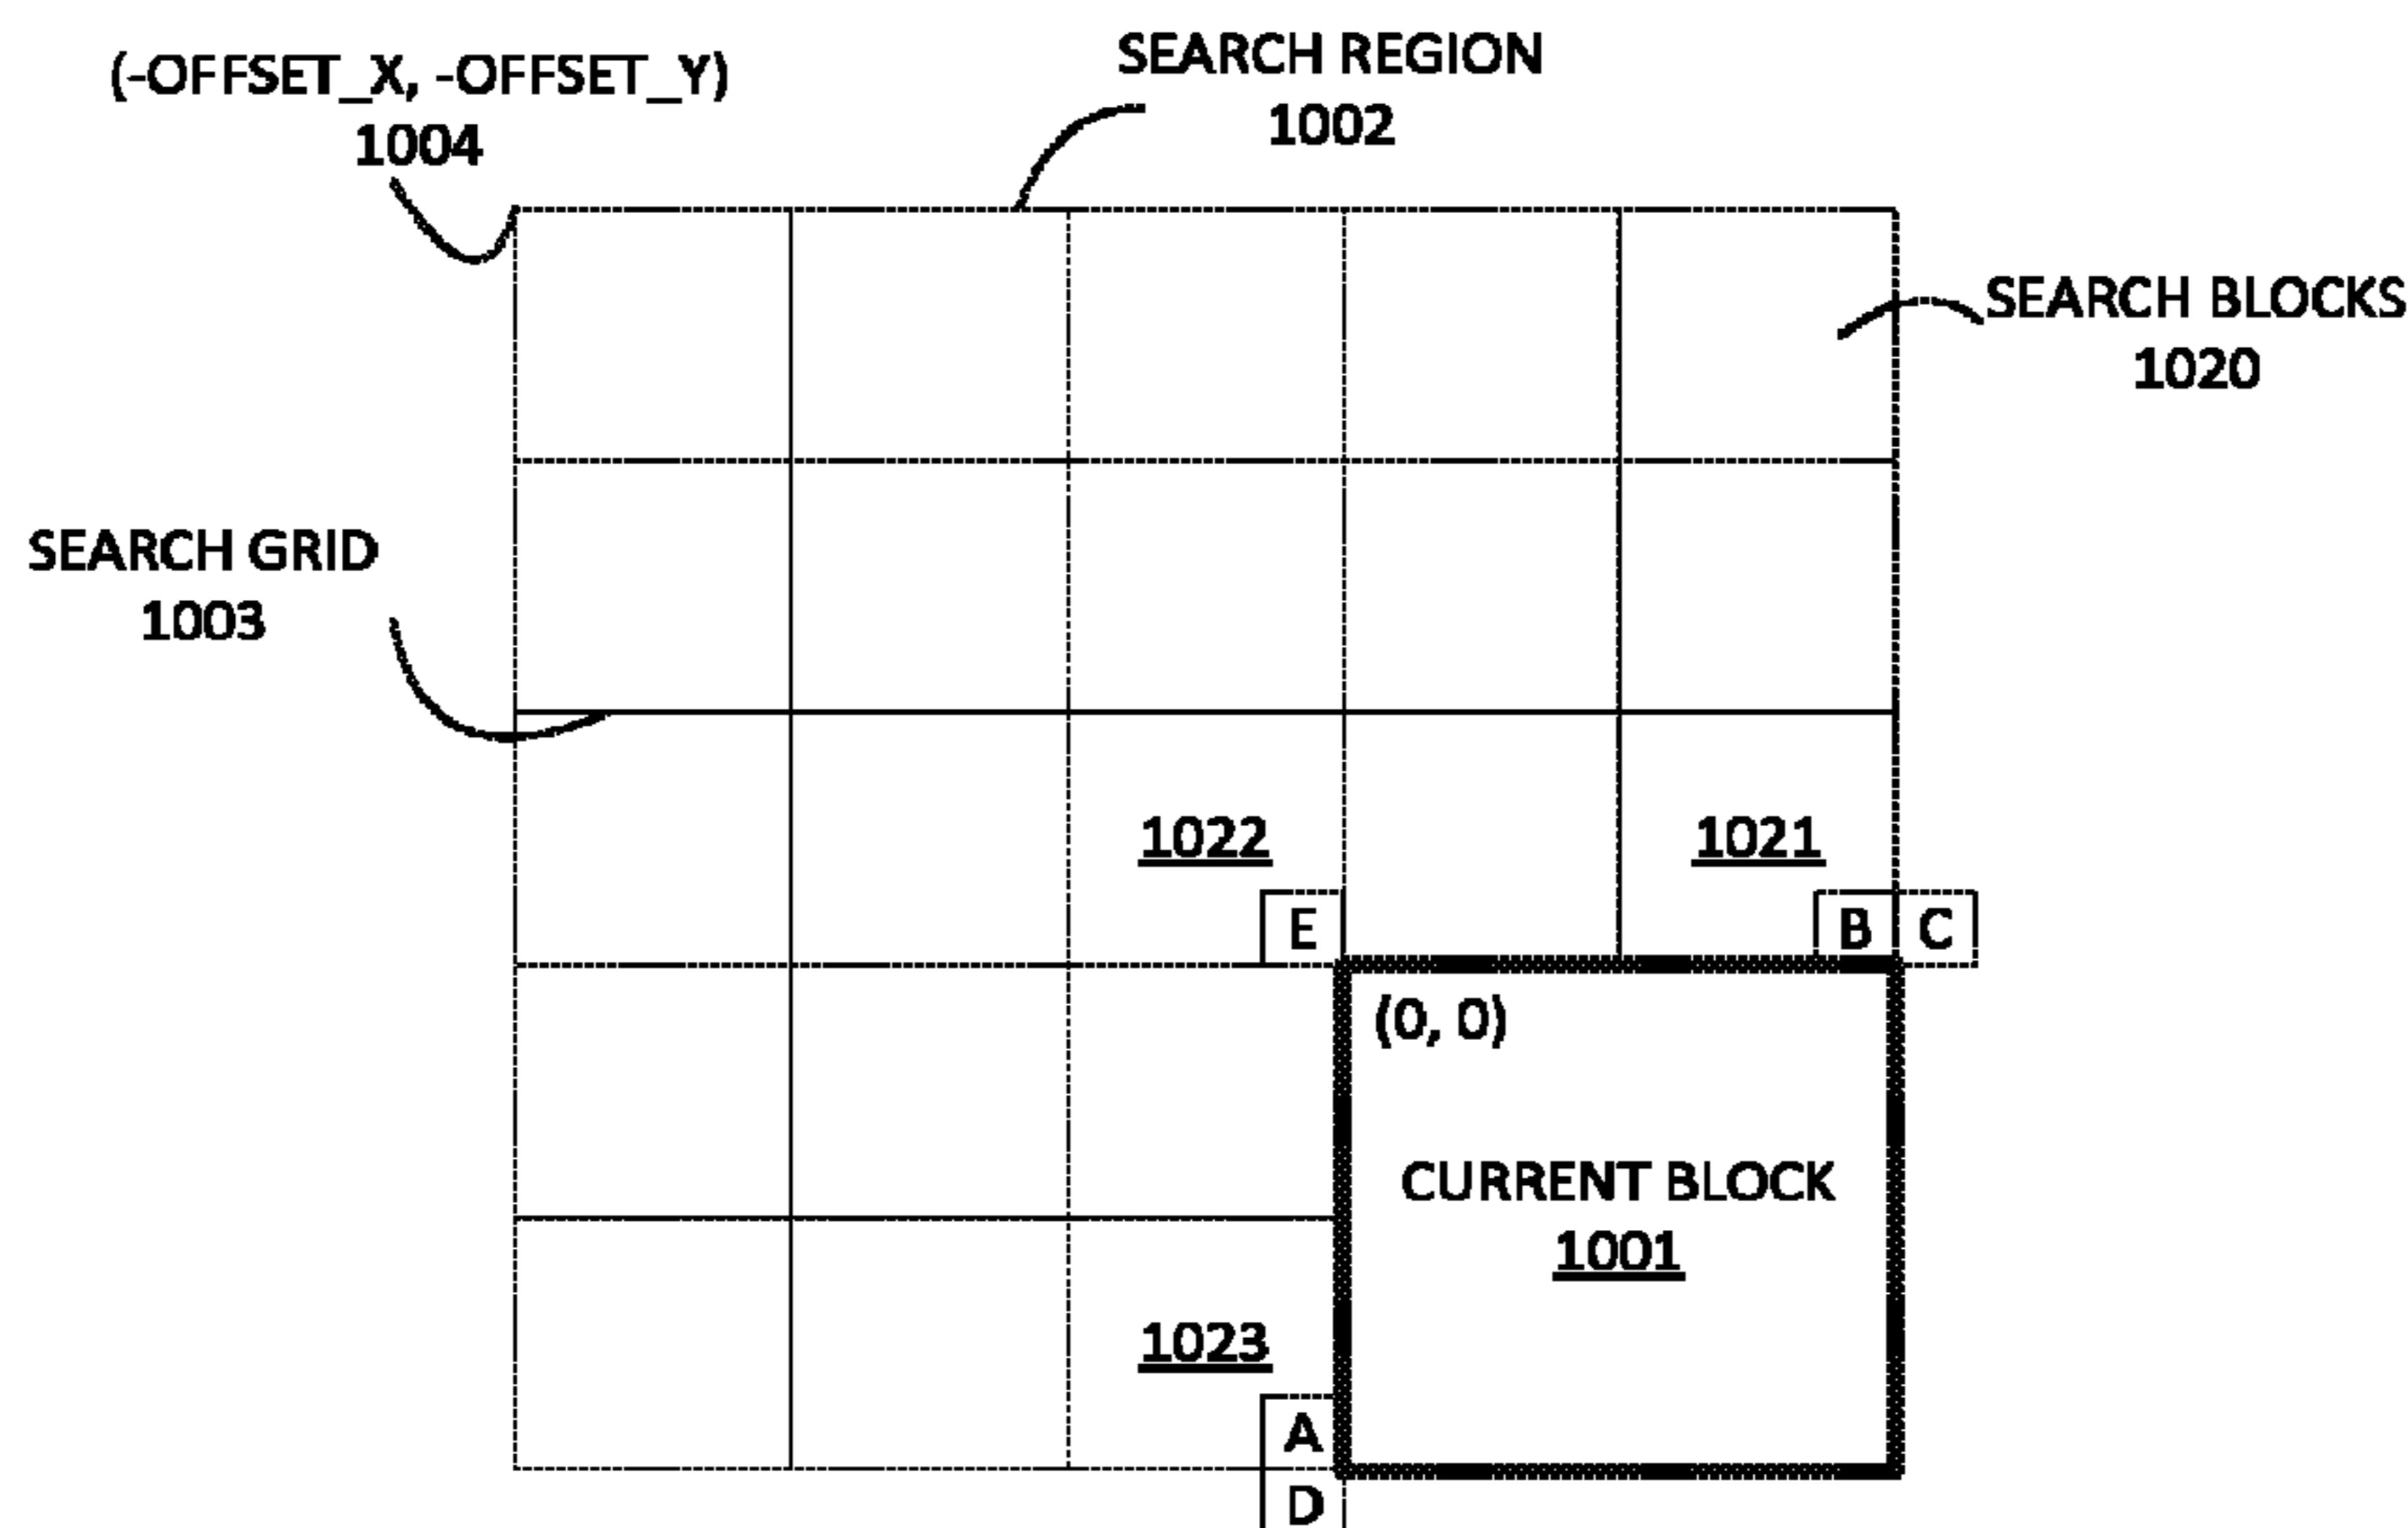 (-OFFSET_X, -OFFSET_Y)
1004
SEARCH REGION
1002
SEARCH BLOCKS
1020
SEARCH GRID
1003
1022
1021
E
B
C
(0, 0)
CURRENT BLOCK
1001
1023
A
D